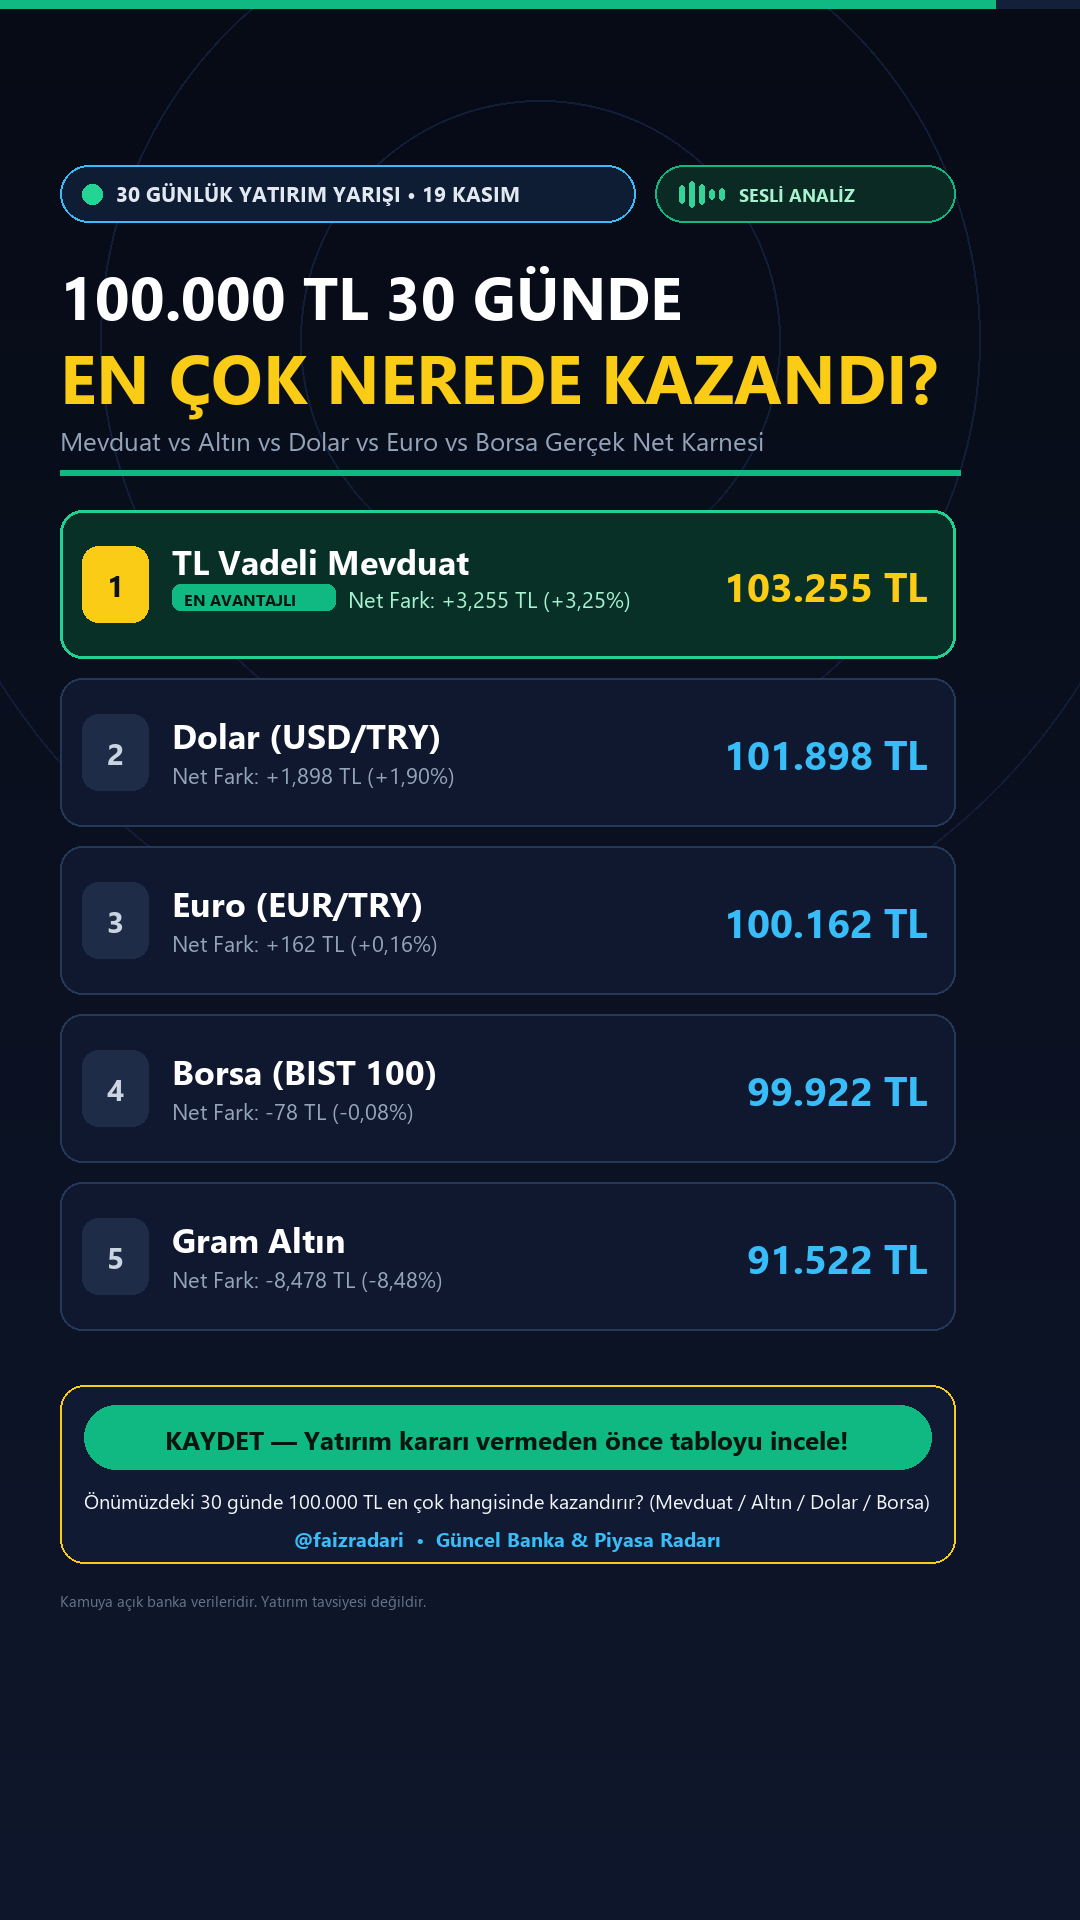 30 GÜNLÜK YATIRIM YARIŞI • 19 KASIM
SESLİ ANALİZ
100.000 TL 30 GÜNDE
EN ÇOK NEREDE KAZANDI?
Mevduat vs Altın vs Dolar vs Euro vs Borsa Gerçek Net Karnesi
1
TL Vadeli Mevduat
EN AVANTAJLI
Net Fark: +3,255 TL (+3,25%)
103.255 TL
2
Dolar (USD/TRY)
Net Fark: +1,898 TL (+1,90%)
101.898 TL
3
Euro (EUR/TRY)
Net Fark: +162 TL (+0,16%)
100.162 TL
4
Borsa (BIST 100)
Net Fark: -78 TL (-0,08%)
99.922 TL
5
Gram Altın
Net Fark: -8,478 TL (-8,48%)
91.522 TL
KAYDET — Yatırım kararı vermeden önce tabloyu incele!
Önümüzdeki 30 günde 100.000 TL en çok hangisinde kazandırır? (Mevduat / Altın / Dolar / Borsa)
@faizradari • Güncel Banka & Piyasa Radarı
Kamuya açık banka verileridir. Yatırım tavsiyesi değildir.